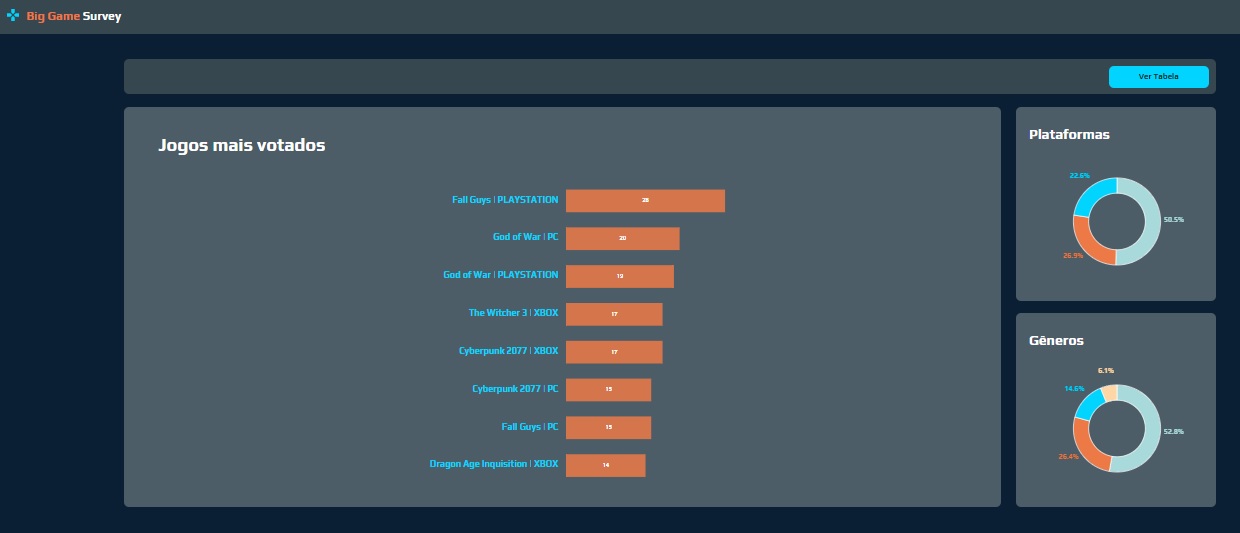 Big Game Survey
Ver Tabela
Jogos mais votados
Fall Guys | PLAYSTATION 28
God of War | PC 20
God of War | PLAYSTATION 19
The Witcher 3 | XBOX 17
Cyberpunk 2077 | XBOX 17
Cyberpunk 2077 | PC 15
Fall Guys | PC 15
Dragon Age Inquisition | XBOX 14
Plataformas
22.6%
50.5%
26.9%
Gêneros
6.1%
14.6%
52.8%
26.4%